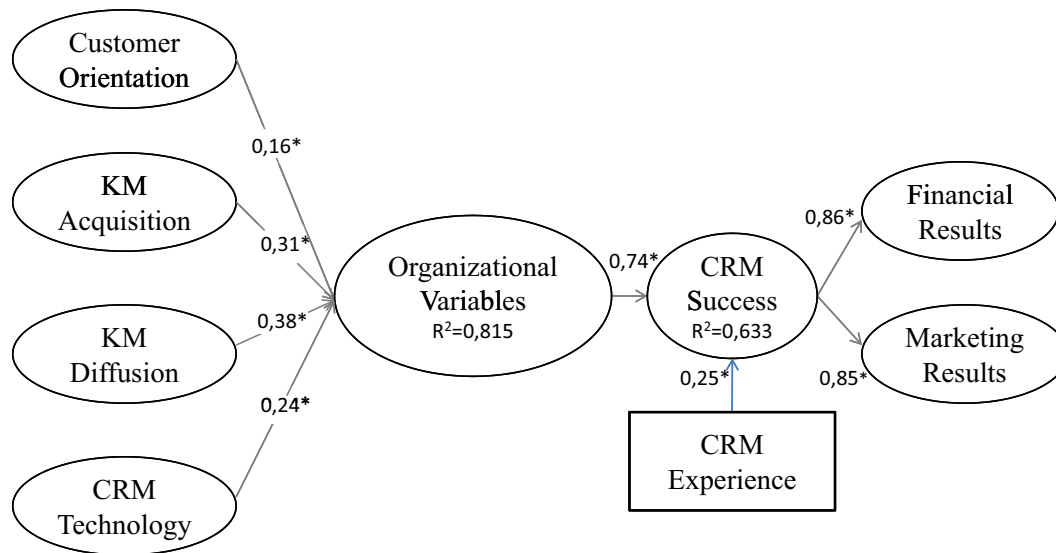 Customer
Orientation
0,16*
KM
Acquisition
0,31*
KM
Diffusion
0,38*
CRM
Technology
0,24*
Organizational
Variables
R²=0,815
0,74*
CRM
Success
R²=0,633
0,25*
CRM
Experience
0,86*
Financial
Results
0,85*
Marketing
Results